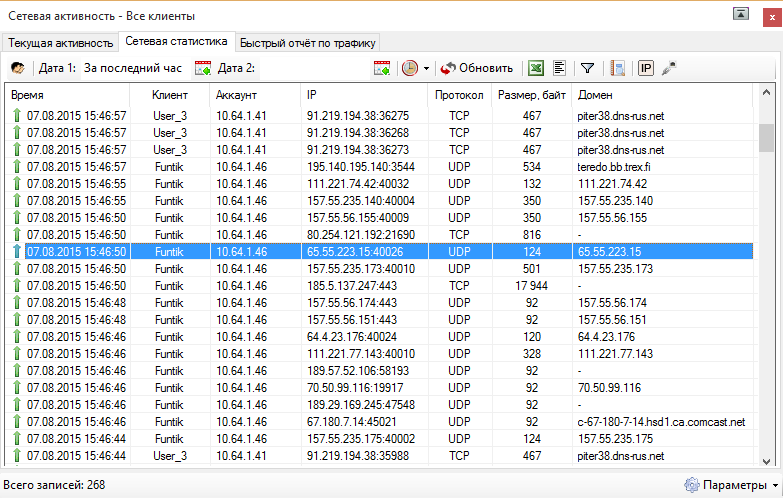 Сетевая активность - Все клиенты
Текущая активность Сетевая статистика Быстрый отчёт по трафику
Дата 1: За последний час Дата 2: Обновить IP
Время Клиент Аккаунт IP Протокол Размер, байт Домен
07.08.2015 15:46:57 User_3 10.64.1.41 91.219.194.38:36275 TCP 467 piter38.dns-rus.net
07.08.2015 15:46:57 User_3 10.64.1.41 91.219.194.38:36268 TCP 467 piter38.dns-rus.net
07.08.2015 15:46:57 User_3 10.64.1.41 91.219.194.38:36273 TCP 467 piter38.dns-rus.net
07.08.2015 15:46:57 Funtik 10.64.1.46 195.140.195.140:3544 UDP 534 teredo.bb.trex.fi
07.08.2015 15:46:55 Funtik 10.64.1.46 111.221.74.42:40032 UDP 132 111.221.74.42
07.08.2015 15:46:55 Funtik 10.64.1.46 157.55.235.140:40004 UDP 350 157.55.235.140
07.08.2015 15:46:50 Funtik 10.64.1.46 157.55.56.155:40009 UDP 350 157.55.56.155
07.08.2015 15:46:50 Funtik 10.64.1.46 80.254.121.192:21690 TCP 816 -
07.08.2015 15:46:50 Funtik 10.64.1.46 65.55.223.15:40026 UDP 124 65.55.223.15
07.08.2015 15:46:50 Funtik 10.64.1.46 157.55.235.173:40010 UDP 501 157.55.235.173
07.08.2015 15:46:50 Funtik 10.64.1.46 185.5.137.247:443 TCP 17 944 -
07.08.2015 15:46:48 Funtik 10.64.1.46 157.55.56.174:443 UDP 92 157.55.56.174
07.08.2015 15:46:48 Funtik 10.64.1.46 157.55.56.151:443 UDP 92 157.55.56.151
07.08.2015 15:46:46 Funtik 10.64.1.46 64.4.23.176:40024 UDP 120 64.4.23.176
07.08.2015 15:46:46 Funtik 10.64.1.46 111.221.77.143:40010 UDP 328 111.221.77.143
07.08.2015 15:46:46 Funtik 10.64.1.46 189.57.52.106:58193 UDP 92 -
07.08.2015 15:46:46 Funtik 10.64.1.46 70.50.99.116:19917 UDP 92 70.50.99.116
07.08.2015 15:46:46 Funtik 10.64.1.46 189.29.169.245:47548 UDP 92 -
07.08.2015 15:46:46 Funtik 10.64.1.46 67.180.7.14:45021 UDP 92 c-67-180-7-14.hsd1.ca.comcast.net
07.08.2015 15:46:44 Funtik 10.64.1.46 157.55.235.175:40002 UDP 124 157.55.235.175
07.08.2015 15:46:44 User_3 10.64.1.41 91.219.194.38:35988 TCP 467 piter38.dns-rus.net
Всего записей: 268 Параметры